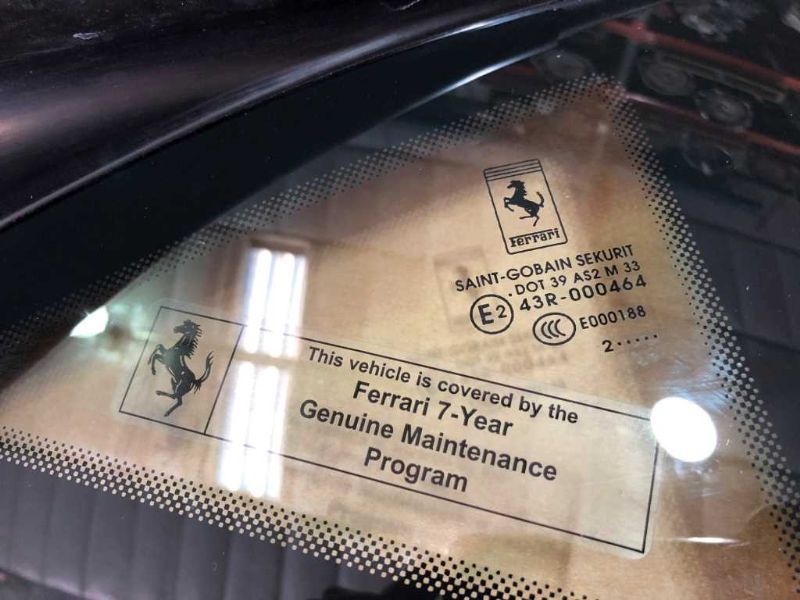 Ferrari
SAINT-GOBAIN SEKURIT
DOT 39 AS2 M 33
E2 43R-000464
CCC E000188
2·····
This vehicle is covered by the
Ferrari 7-Year
Genuine Maintenance
Program